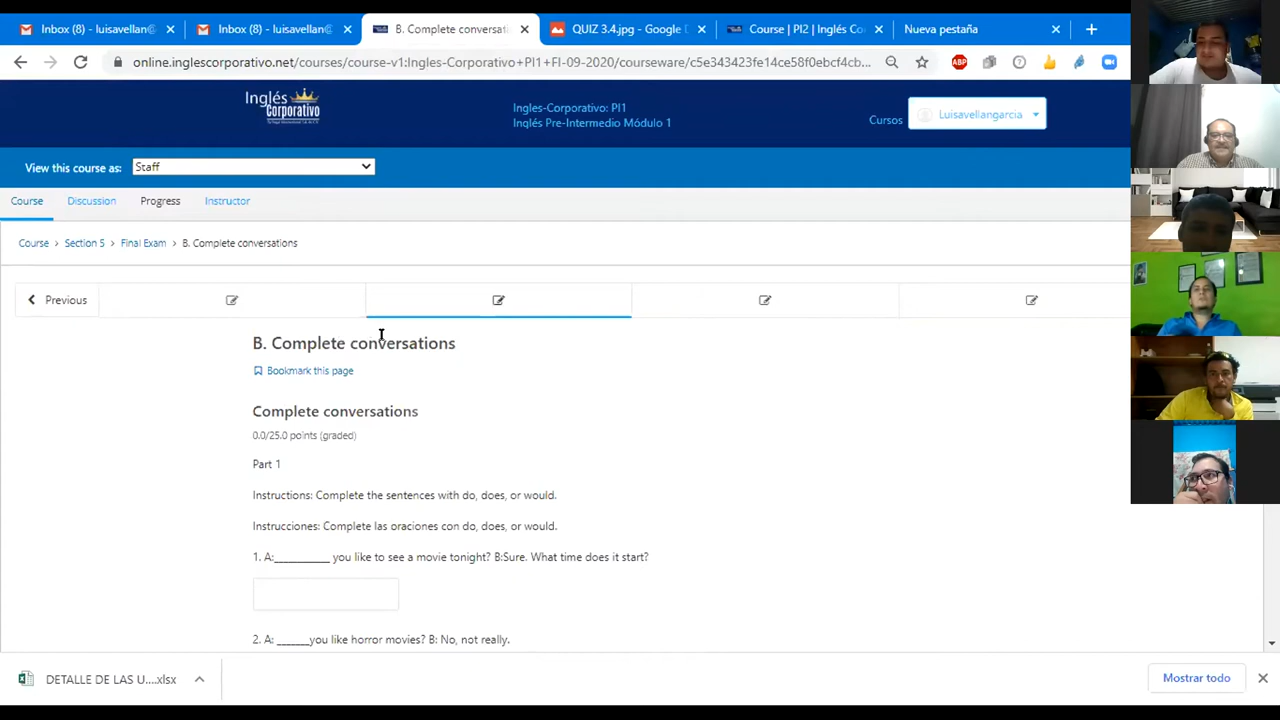 Inbox (8) - luisavellan@
Inbox (8) - luisavellan@
B. Complete conversati
QUIZ 3.4.jpg - Google D
Course | PI2 | Inglés Co
Nueva pestaña
online.inglescorporativo.net/courses/course-v1:Ingles-Corporativo+PI1+FI-09-2020/courseware/c5e343423fe14ce58f0ebcf4cb...
ABP
Inglés
Corporativo
Ingles-Corporativo: PI1
Inglés Pre-Intermedio Módulo 1
Cursos
Luisavellangarcia
View this course as:
Staff
Course
Discussion
Progress
Instructor
Course > Section 5 > Final Exam > B. Complete conversations
Previous
B. Complete conversations
Bookmark this page
Complete conversations
0.0/25.0 points (graded)
Part 1
Instructions: Complete the sentences with do, does, or would.
Instrucciones: Complete las oraciones con do, does, or would.
1. A:___________ you like to see a movie tonight? B:Sure. What time does it start?
2. A: ______you like horror movies? B: No, not really.
DETALLE DE LAS U....xlsx
Mostrar todo